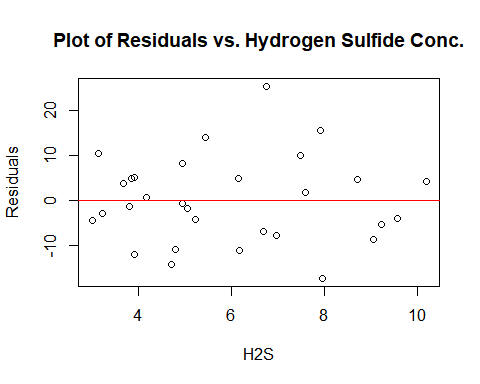 Plot of Residuals vs. Hydrogen Sulfide Conc.
Residuals
20
10
0
-10
4 6 8 10
H2S